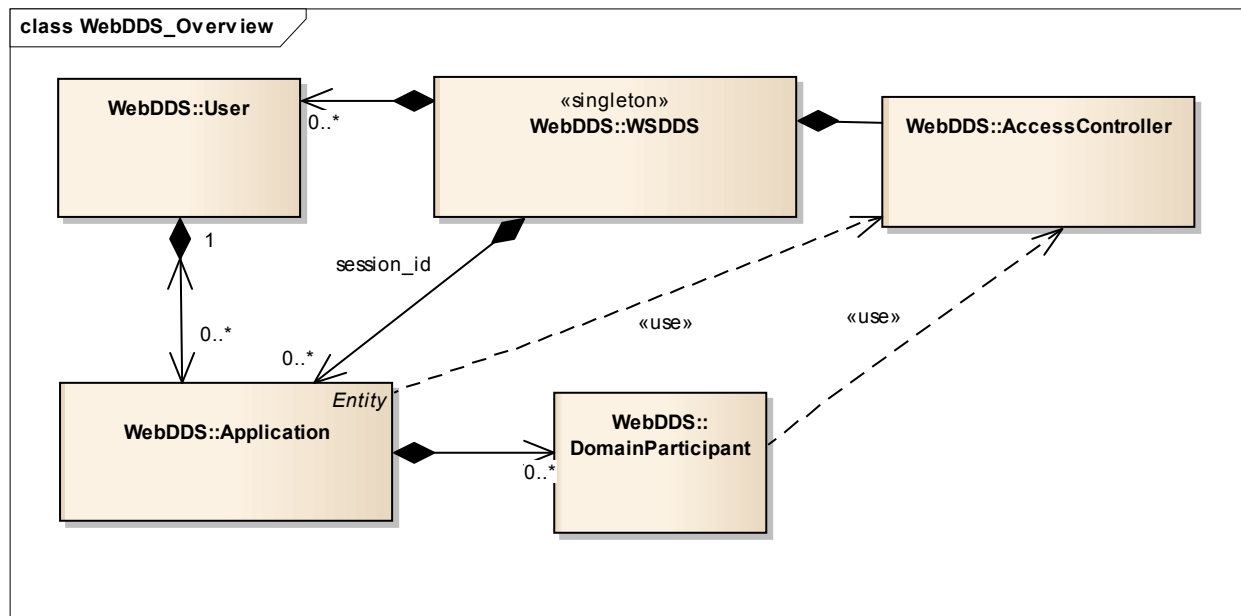 class WebDDS_Overview
WebDDS::User
«singleton»
WebDDS::WSDDS
WebDDS::AccessController
0..*
1
session_id
«use»
«use»
0..*
0..*
Entity
WebDDS::Application
WebDDS::
DomainParticipant
0..*